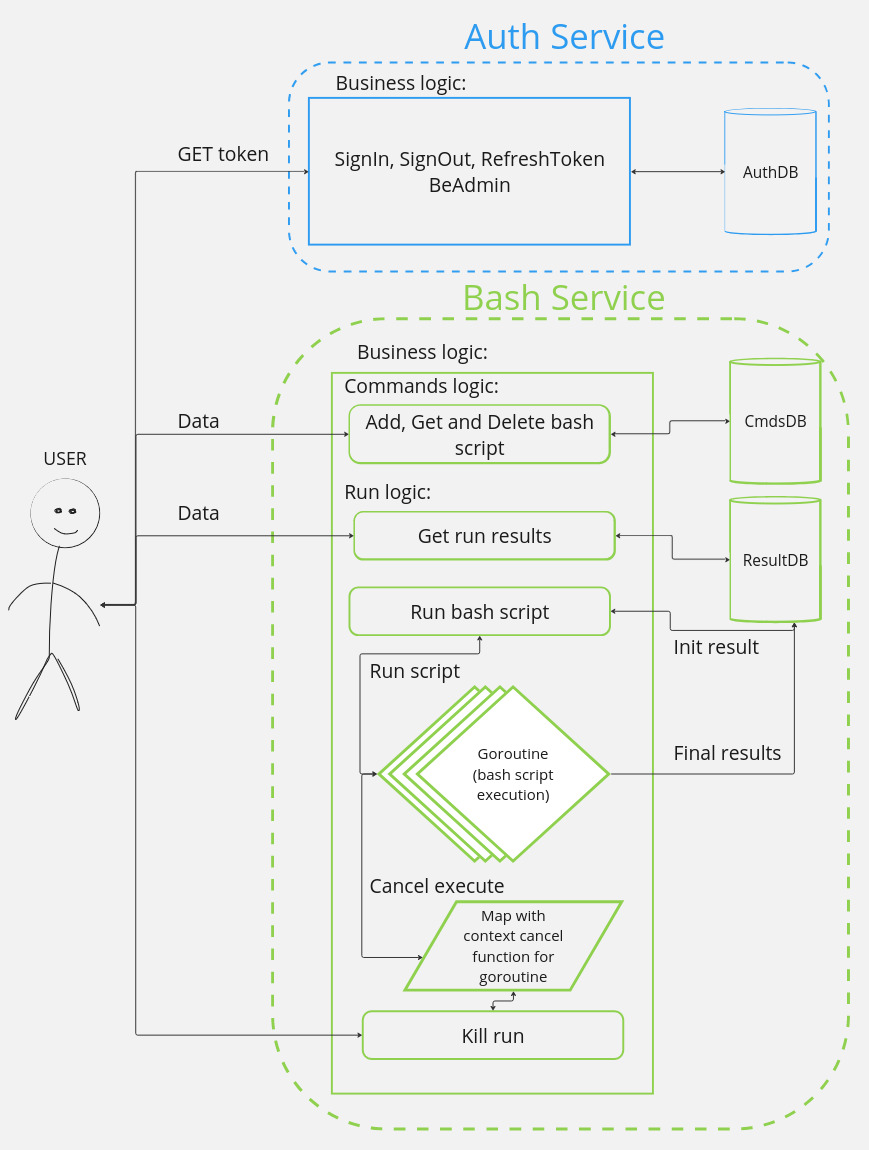 Auth Service
Business logic:
GET token
SignIn, SignOut, RefreshToken
BeAdmin
AuthDB
Bash Service
Business logic:
Commands logic:
Data
Add, Get and Delete bash
script
CmdsDB
USER
Run logic:
Data
Get run results
ResultDB
Run bash script
Init result
Run script
Goroutine
(bash script
execution)
Final results
Cancel execute
Map with
context cancel
function for
goroutine
Kill run